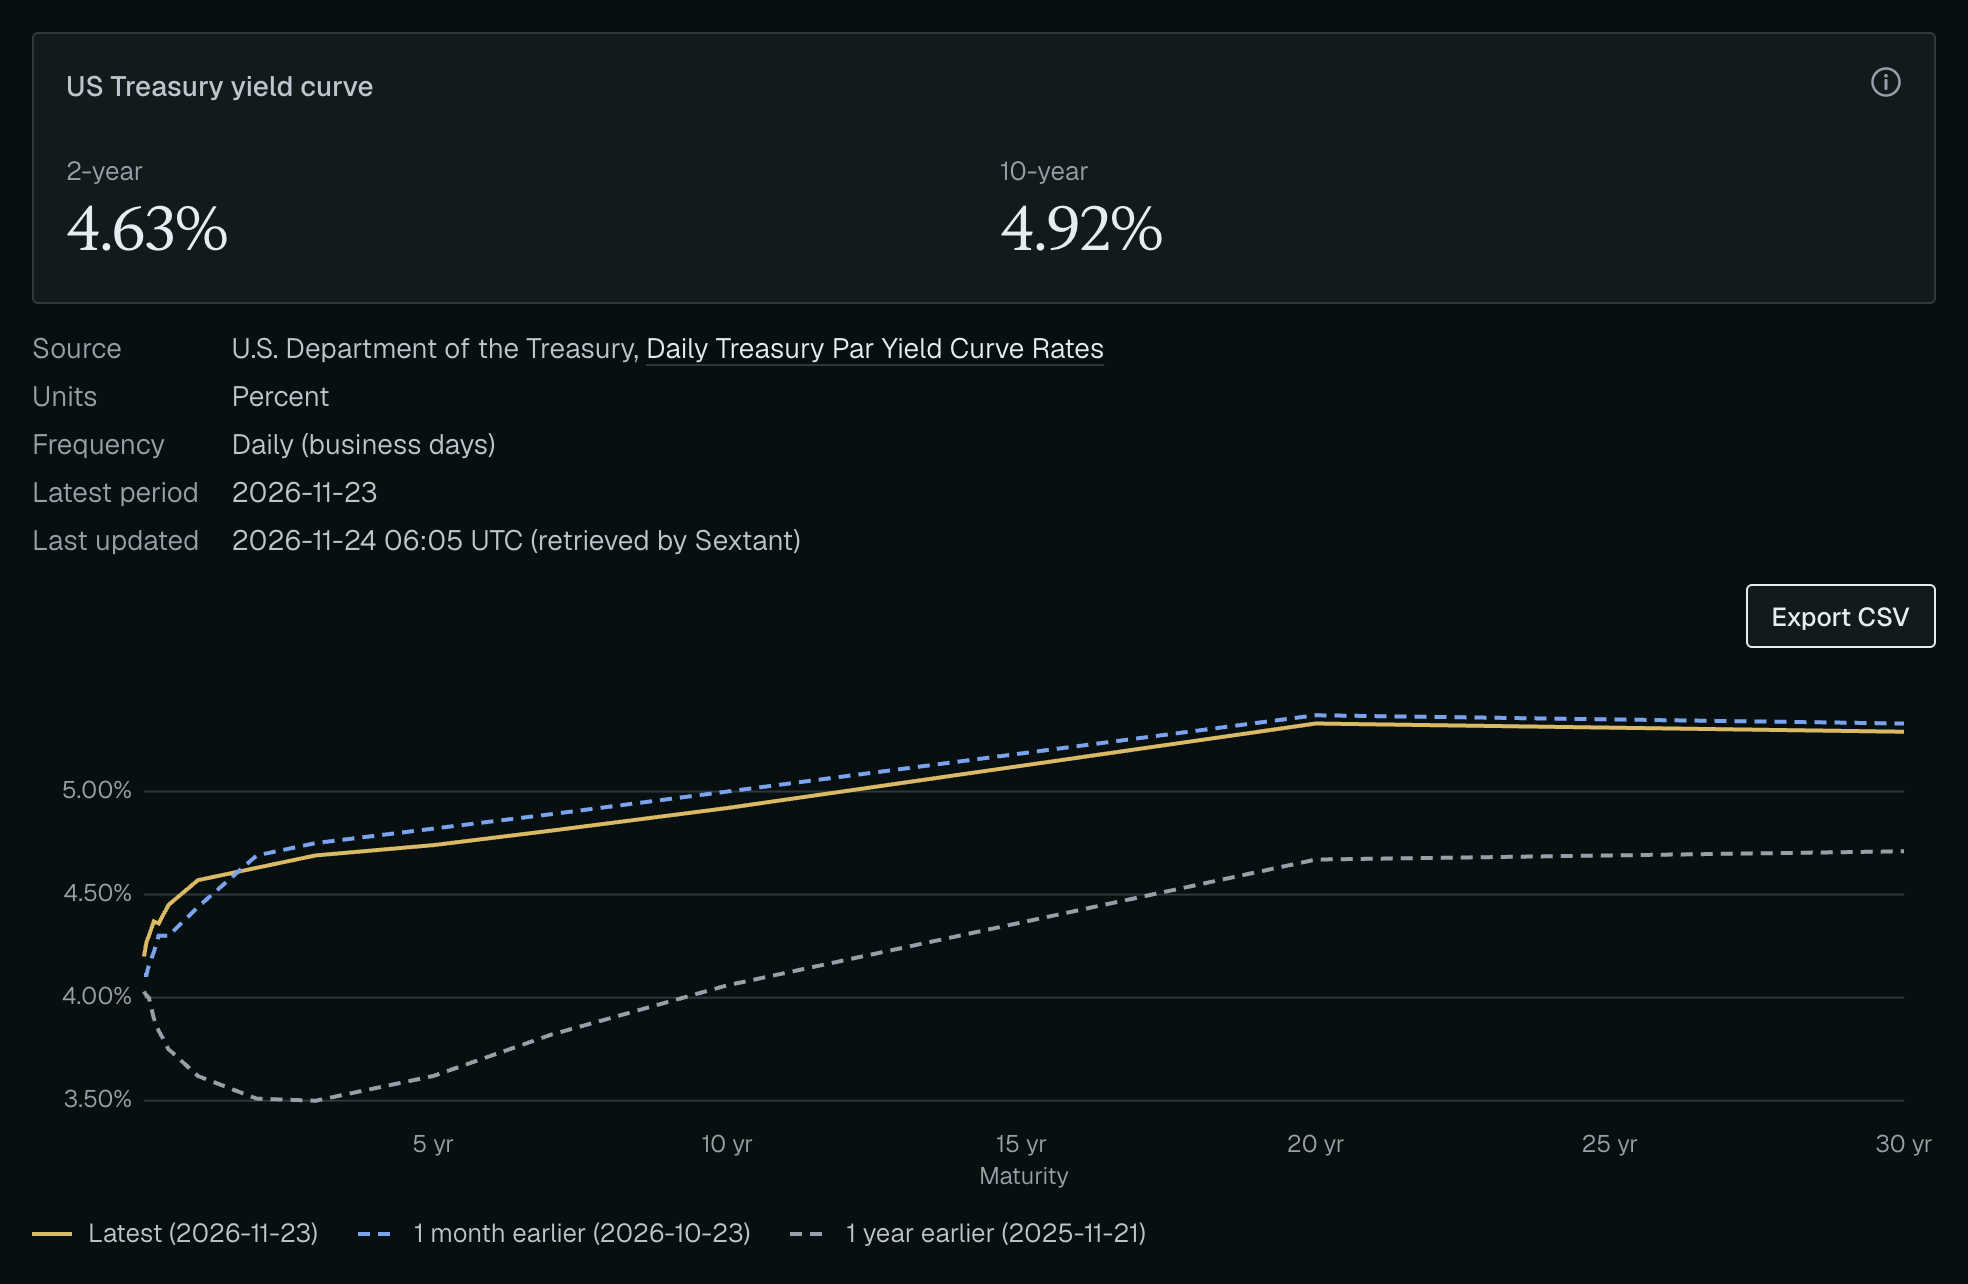 US Treasury yield curve
2-year
10-year
4.63%
4.92%
Source U.S. Department of the Treasury, Daily Treasury Par Yield Curve Rates
Units Percent
Frequency Daily (business days)
Latest period 2026-11-23
Last updated 2026-11-24 06:05 UTC (retrieved by Sextant)
Export CSV
5.00%
4.50%
4.00%
3.50%
5 yr 10 yr 15 yr 20 yr 25 yr 30 yr
Maturity
Latest (2026-11-23) 1 month earlier (2026-10-23) 1 year earlier (2025-11-21)